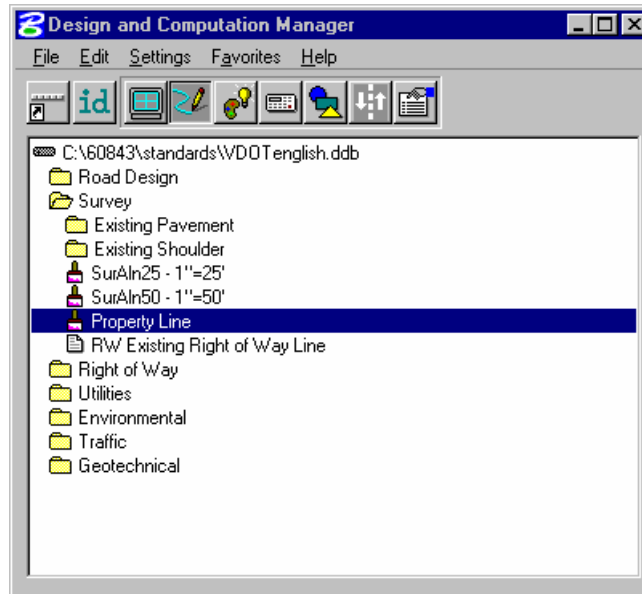 Design and Computation Manager
File Edit Settings Favorites Help
id
C:\60843\standards\VDOTenglish.ddb
Road Design
Survey
Existing Pavement
Existing Shoulder
SurAln25 - 1"=25'
SurAln50 - 1"=50'
Property Line
RW Existing Right of Way Line
Right of Way
Utilities
Environmental
Traffic
Geotechnical